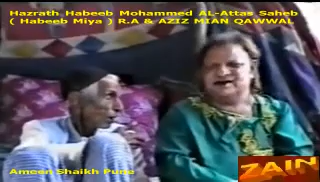 Hazrath Habeeb Mohammed AL-Attas Saheb
( Habeeb Miya ) R.A & AZIZ MIAN QAWWAL
Ameen Shaikh Pune
ZAIN